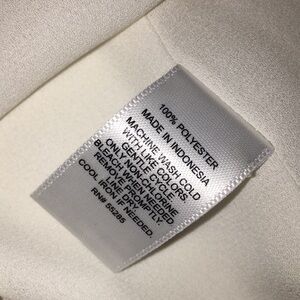 100% POLYESTER
MADE IN INDONESIA
MACHINE WASH COLD
WITH LIKE COLORS.
GENTLE CYCLE.
ONLY NON-CHLORINE
BLEACH WHEN NEEDED.
REMOVE PROMPTLY.
LINE DRY.
COOL IRON IF NEEDED.
RN# 55285